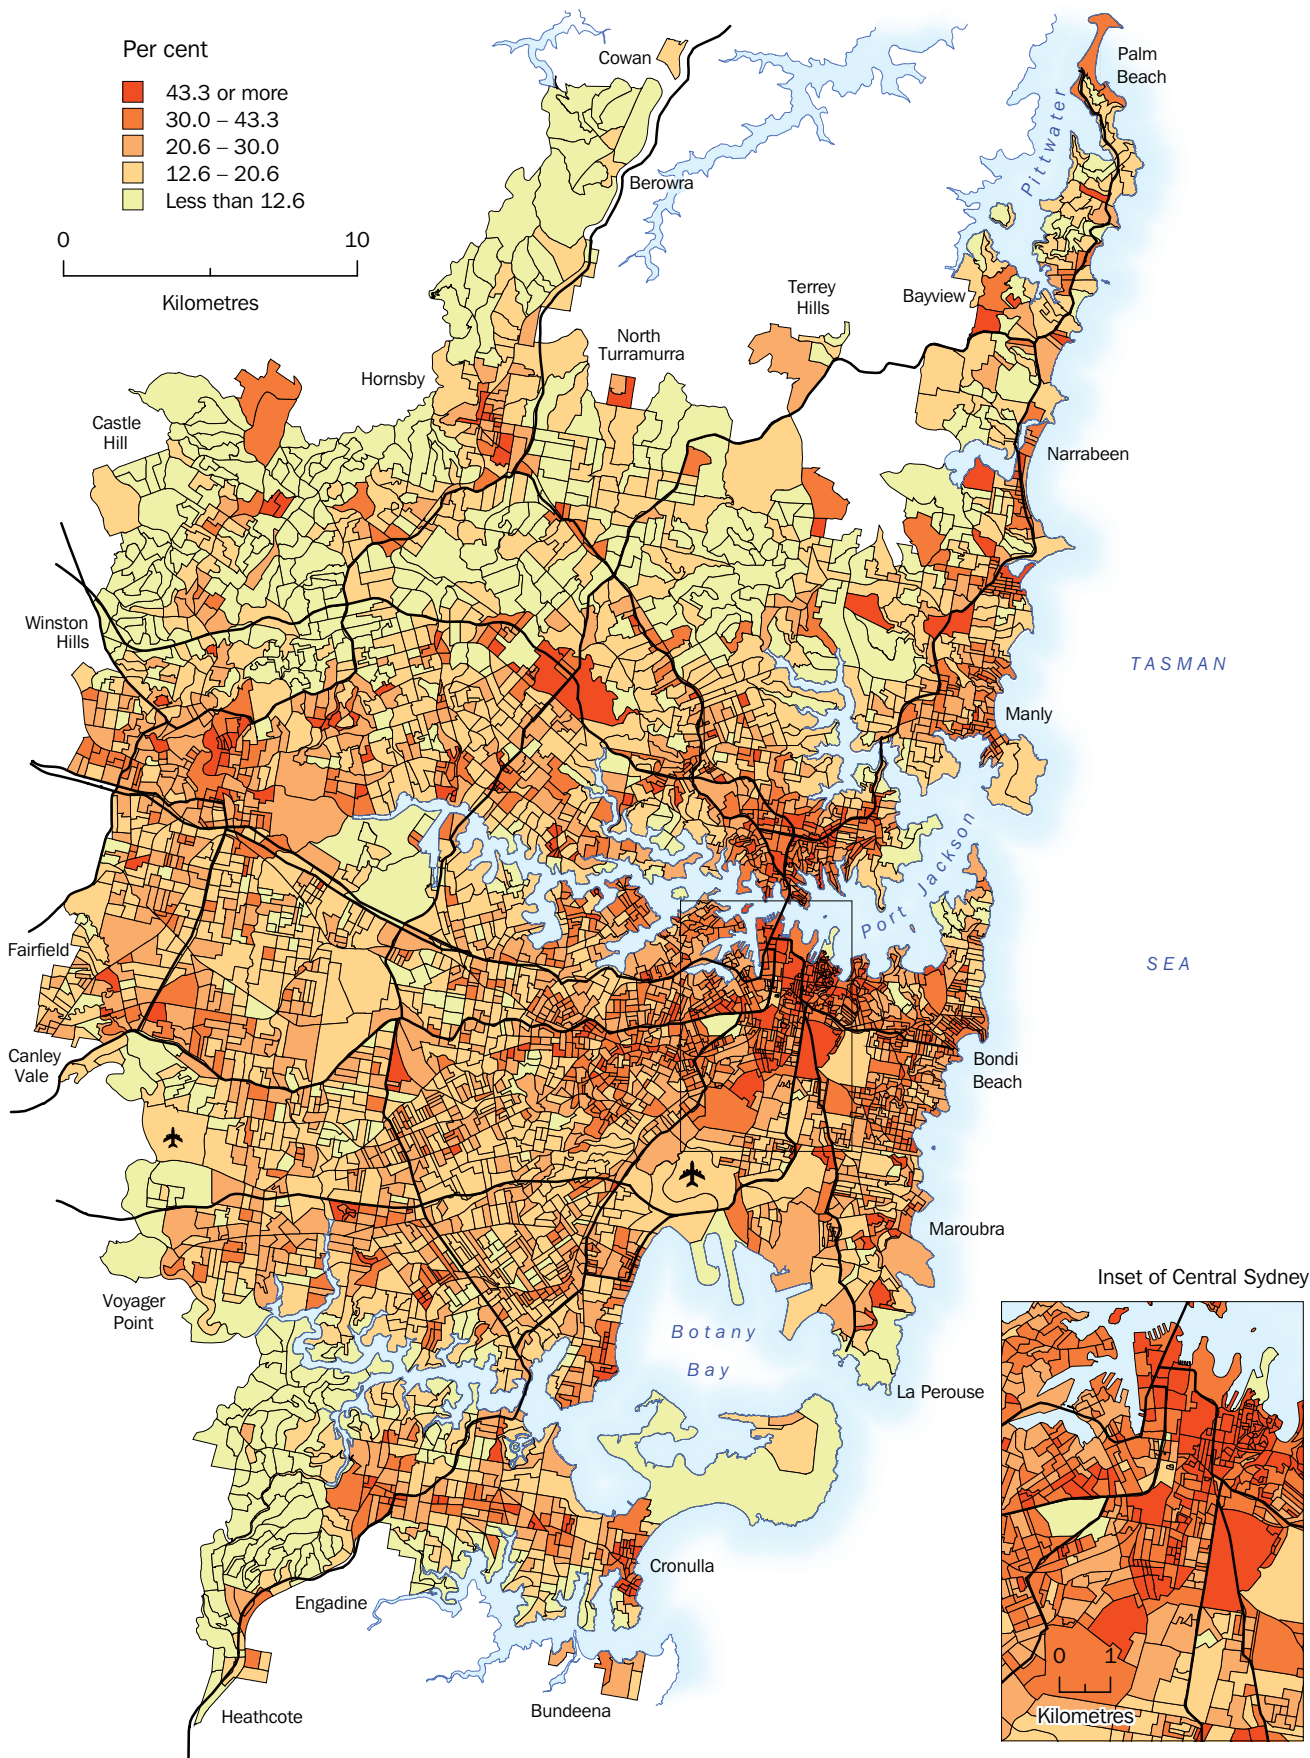 Per cent
43.3 or more
30.0 – 43.3
20.6 – 30.0
12.6 – 20.6
Less than 12.6
0
10
Kilometres
Cowan
Palm
Beach
Pittwater
Berowra
Terrey
Hills
Bayview
North
Turramurra
Hornsby
Castle
Hill
Narrabeen
Winston
Hills
TASMAN
Manly
Port Jackson
Fairfield
SEA
Canley
Vale
Bondi
Beach
Maroubra
Voyager
Point
Botany
Bay
La Perouse
Cronulla
Engadine
Bundeena
Heathcote
Inset of Central Sydney
0
1
Kilometres